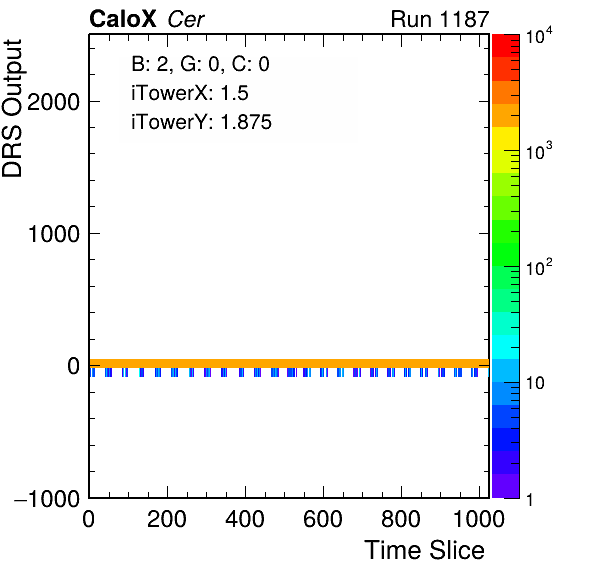 CaloX Cer Run 1187
DRS Output
B: 2, G: 0, C: 0
iTowerX: 1.5
iTowerY: 1.875
2000
1000
0
−1000
0 200 400 600 800 1000
Time Slice
10⁴
10³
10²
10
1